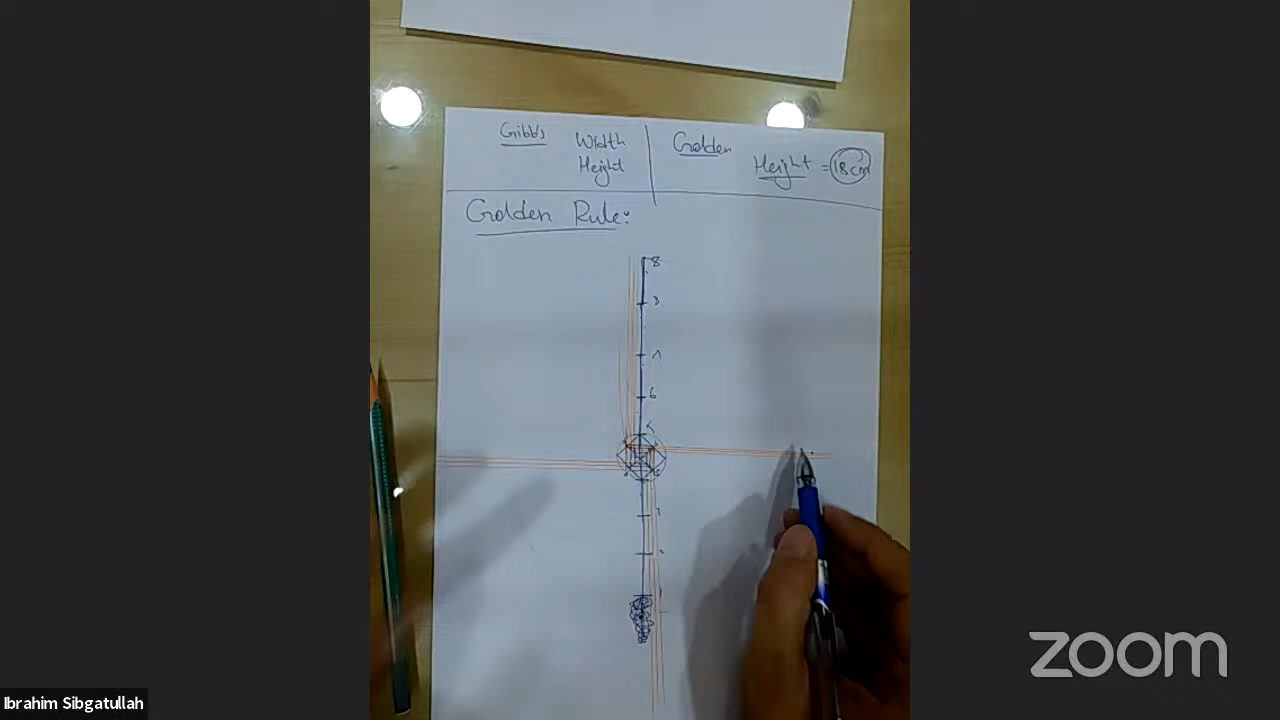 Gibbs Width
Height
Golden
Height = 18cm
Golden Rule:
8
6
zoom
Ibrahim Sibgatullah